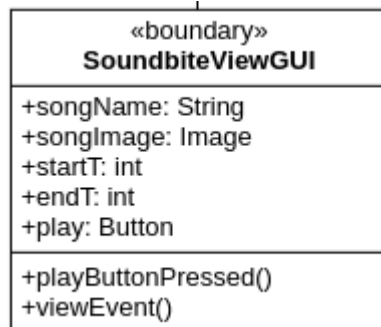 «boundary»
SoundbiteViewGUI
+songName: String
+songImage: Image
+startT: int
+endT: int
+play: Button
+playButtonPressed()
+viewEvent()